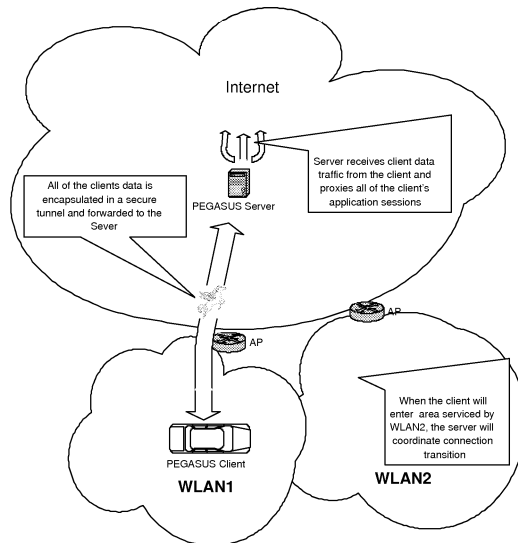 Internet
Server receives client data
traffic from the client and
proxies all of the client's
application sessions
All of the clients data is
encapsulated in a secure
tunnel and forwarded to the
Sever
PEGASUS Server
AP
AP
When the client will
enter area serviced by
WLAN2, the server will
coordinate connection
transition
PEGASUS Client
WLAN1
WLAN2